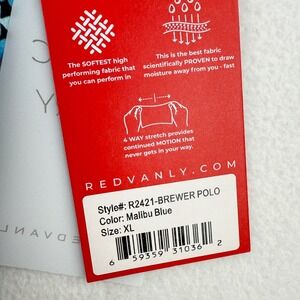 The SOFTEST high
performing fabric that
you can perform in
This is the best fabric
scientifically PROVEN to draw
moisture away from you - fast
4 WAY stretch provides
continued MOTION that
never gets in your way.
REDVANLY.COM
Style#: R2421-BREWER POLO
Color: Malibu Blue
Size: XL
6 59359 31036 2